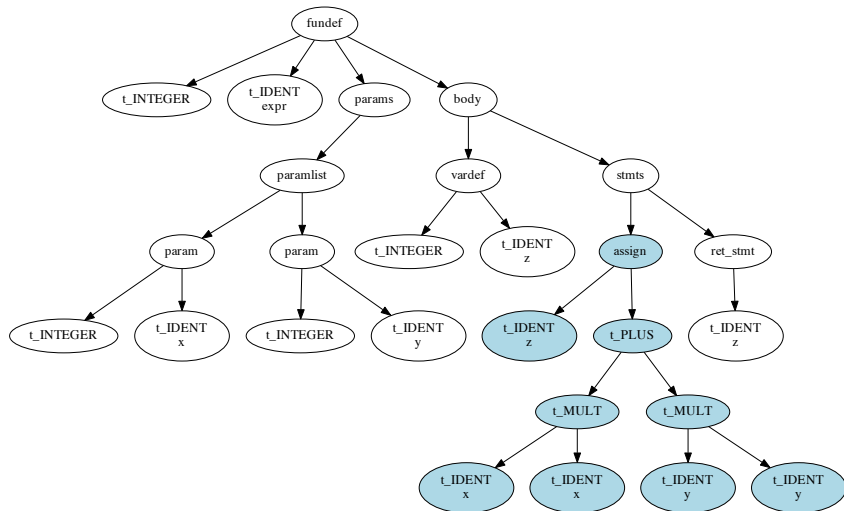 fundef
t_INTEGER
t_IDENT
expr
params
body
paramlist
vardef
stmts
param
param
t_INTEGER
t_IDENT
z
assign
ret_stmt
t_INTEGER
t_IDENT
x
t_INTEGER
t_IDENT
y
t_IDENT
z
t_PLUS
t_IDENT
z
t_MULT
t_MULT
t_IDENT
x
t_IDENT
x
t_IDENT
y
t_IDENT
y